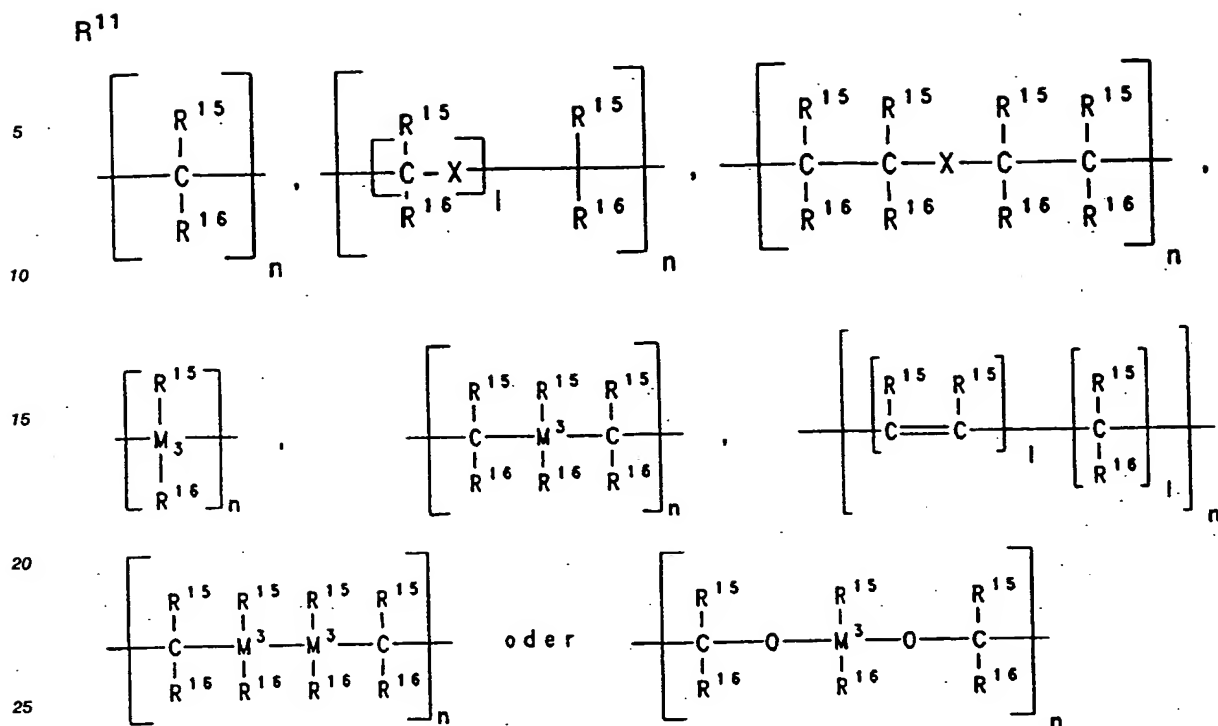 R¹¹
R¹⁵ R¹⁵ R¹⁵ R¹⁵ R¹⁵ R¹⁵ R¹⁵
5
C , C – X , C C – X – C C ,
R¹⁶ R¹⁶ l R¹⁶ R¹⁶ R¹⁶ R¹⁶ R¹⁶
n n n
10
R¹⁵ R¹⁵ R¹⁵ R¹⁵ R¹⁵ R¹⁵ R¹⁵
15
M₃ , C M³ C , C = C l C
R¹⁶ R¹⁶ R¹⁶ R¹⁶ R¹⁶ l
n n n
20
R¹⁵ R¹⁵ R¹⁵ R¹⁵ R¹⁵ R¹⁵ R¹⁵
C M³ M³ C oder C O M³ O C
R¹⁶ R¹⁶ R¹⁶ R¹⁶ R¹⁶ R¹⁶ R¹⁶
25
n n